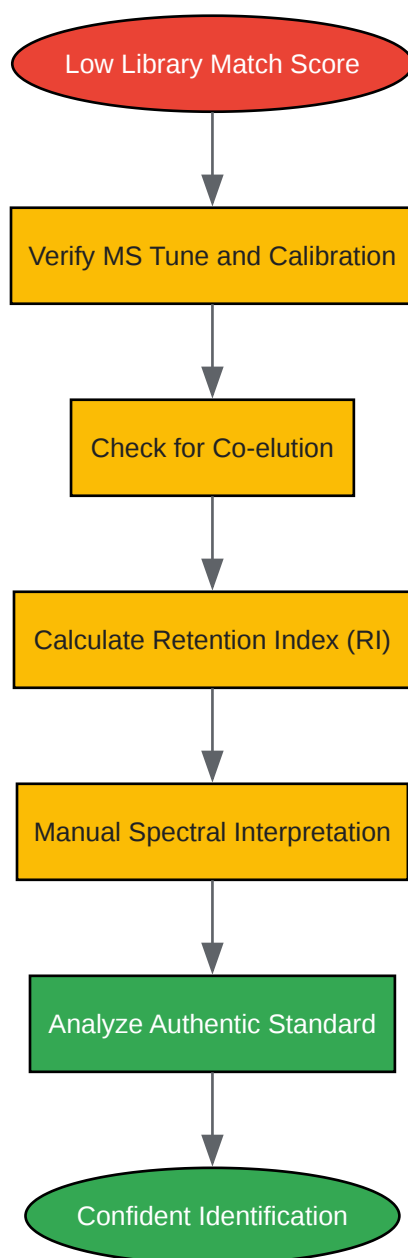 Low Library Match Score
Verify MS Tune and Calibration
Check for Co-elution
Calculate Retention Index (RI)
Manual Spectral Interpretation
Analyze Authentic Standard
Confident Identification